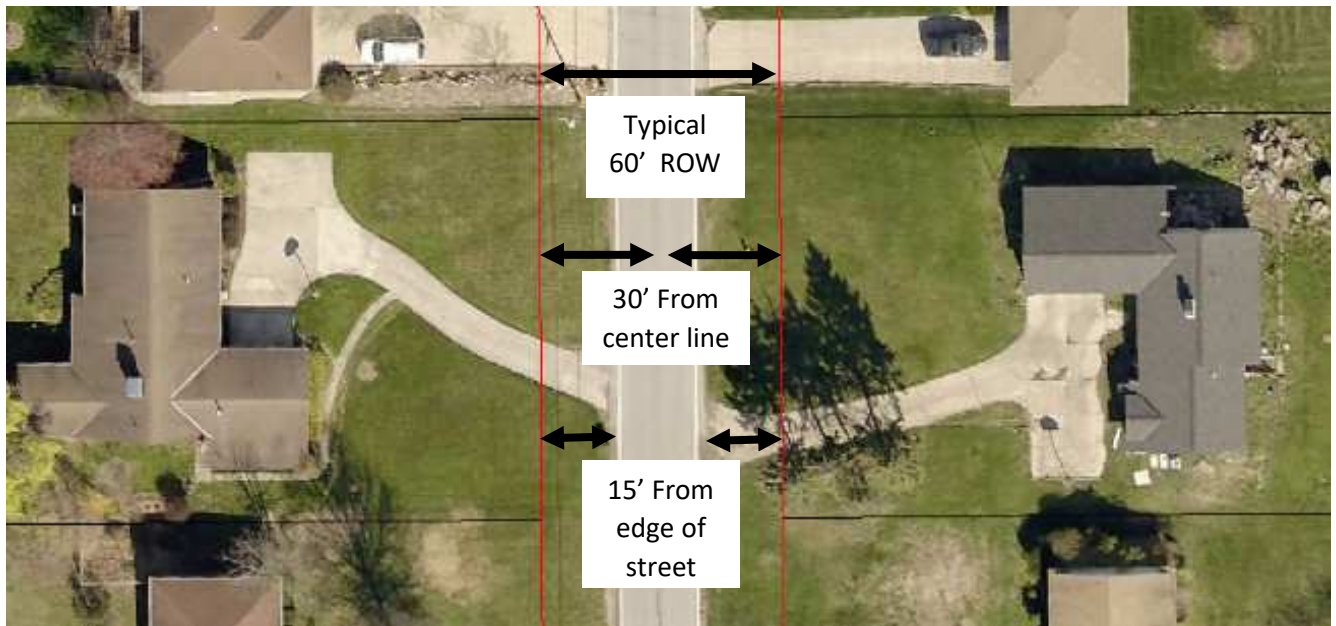 Typical
60’ ROW
30’ From
center line
15’ From
edge of
street